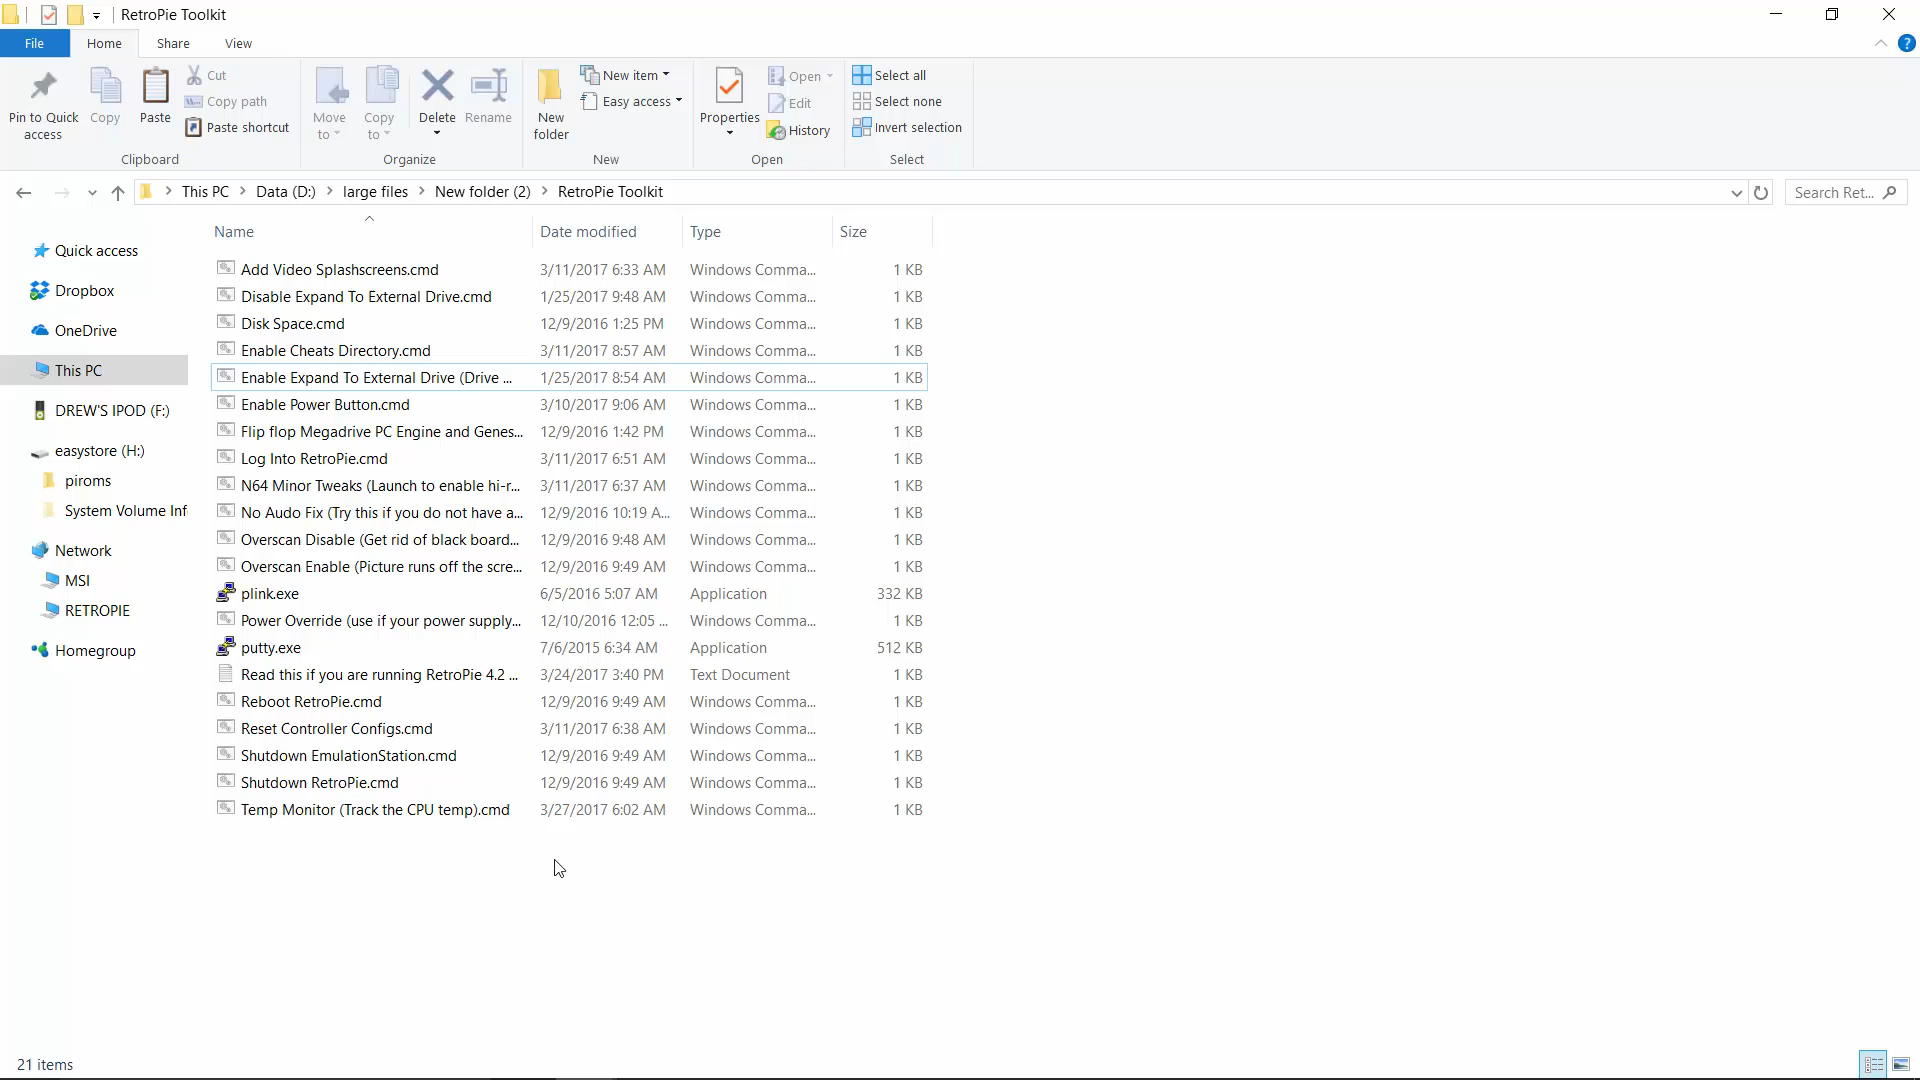 RetroPie Toolkit
File Home Share View
Pin to Quick access
Copy
Paste
Cut
Copy path
Paste shortcut
Clipboard
Move to
Copy to
Delete
Rename
Organize
New folder
New item
Easy access
New
Properties
Open
Edit
History
Open
Select all
Select none
Invert selection
Select
This PC > Data (D:) > large files > New folder (2) > RetroPie Toolkit
Search Ret...
Quick access
Dropbox
OneDrive
This PC
DREW'S IPOD (F:)
easystore (H:)
piroms
System Volume Inf
Network
MSI
RETROPIE
Homegroup
Name Date modified Type Size
Add Video Splashscreens.cmd 3/11/2017 6:33 AM Windows Comma... 1 KB
Disable Expand To External Drive.cmd 1/25/2017 9:48 AM Windows Comma... 1 KB
Disk Space.cmd 12/9/2016 1:25 PM Windows Comma... 1 KB
Enable Cheats Directory.cmd 3/11/2017 8:57 AM Windows Comma... 1 KB
Enable Expand To External Drive (Drive ... 1/25/2017 8:54 AM Windows Comma... 1 KB
Enable Power Button.cmd 3/10/2017 9:06 AM Windows Comma... 1 KB
Flip flop Megadrive PC Engine and Genes... 12/9/2016 1:42 PM Windows Comma... 1 KB
Log Into RetroPie.cmd 3/11/2017 6:51 AM Windows Comma... 1 KB
N64 Minor Tweaks (Launch to enable hi-r... 3/11/2017 6:37 AM Windows Comma... 1 KB
No Audo Fix (Try this if you do not have a... 12/9/2016 10:19 A... Windows Comma... 1 KB
Overscan Disable (Get rid of black board... 12/9/2016 9:48 AM Windows Comma... 1 KB
Overscan Enable (Picture runs off the scre... 12/9/2016 9:49 AM Windows Comma... 1 KB
plink.exe 6/5/2016 5:07 AM Application 332 KB
Power Override (use if your power supply... 12/10/2016 12:05 ... Windows Comma... 1 KB
putty.exe 7/6/2015 6:34 AM Application 512 KB
Read this if you are running RetroPie 4.2 ... 3/24/2017 3:40 PM Text Document 1 KB
Reboot RetroPie.cmd 12/9/2016 9:49 AM Windows Comma... 1 KB
Reset Controller Configs.cmd 3/11/2017 6:38 AM Windows Comma... 1 KB
Shutdown EmulationStation.cmd 12/9/2016 9:49 AM Windows Comma... 1 KB
Shutdown RetroPie.cmd 12/9/2016 9:49 AM Windows Comma... 1 KB
Temp Monitor (Track the CPU temp).cmd 3/27/2017 6:02 AM Windows Comma... 1 KB
21 items